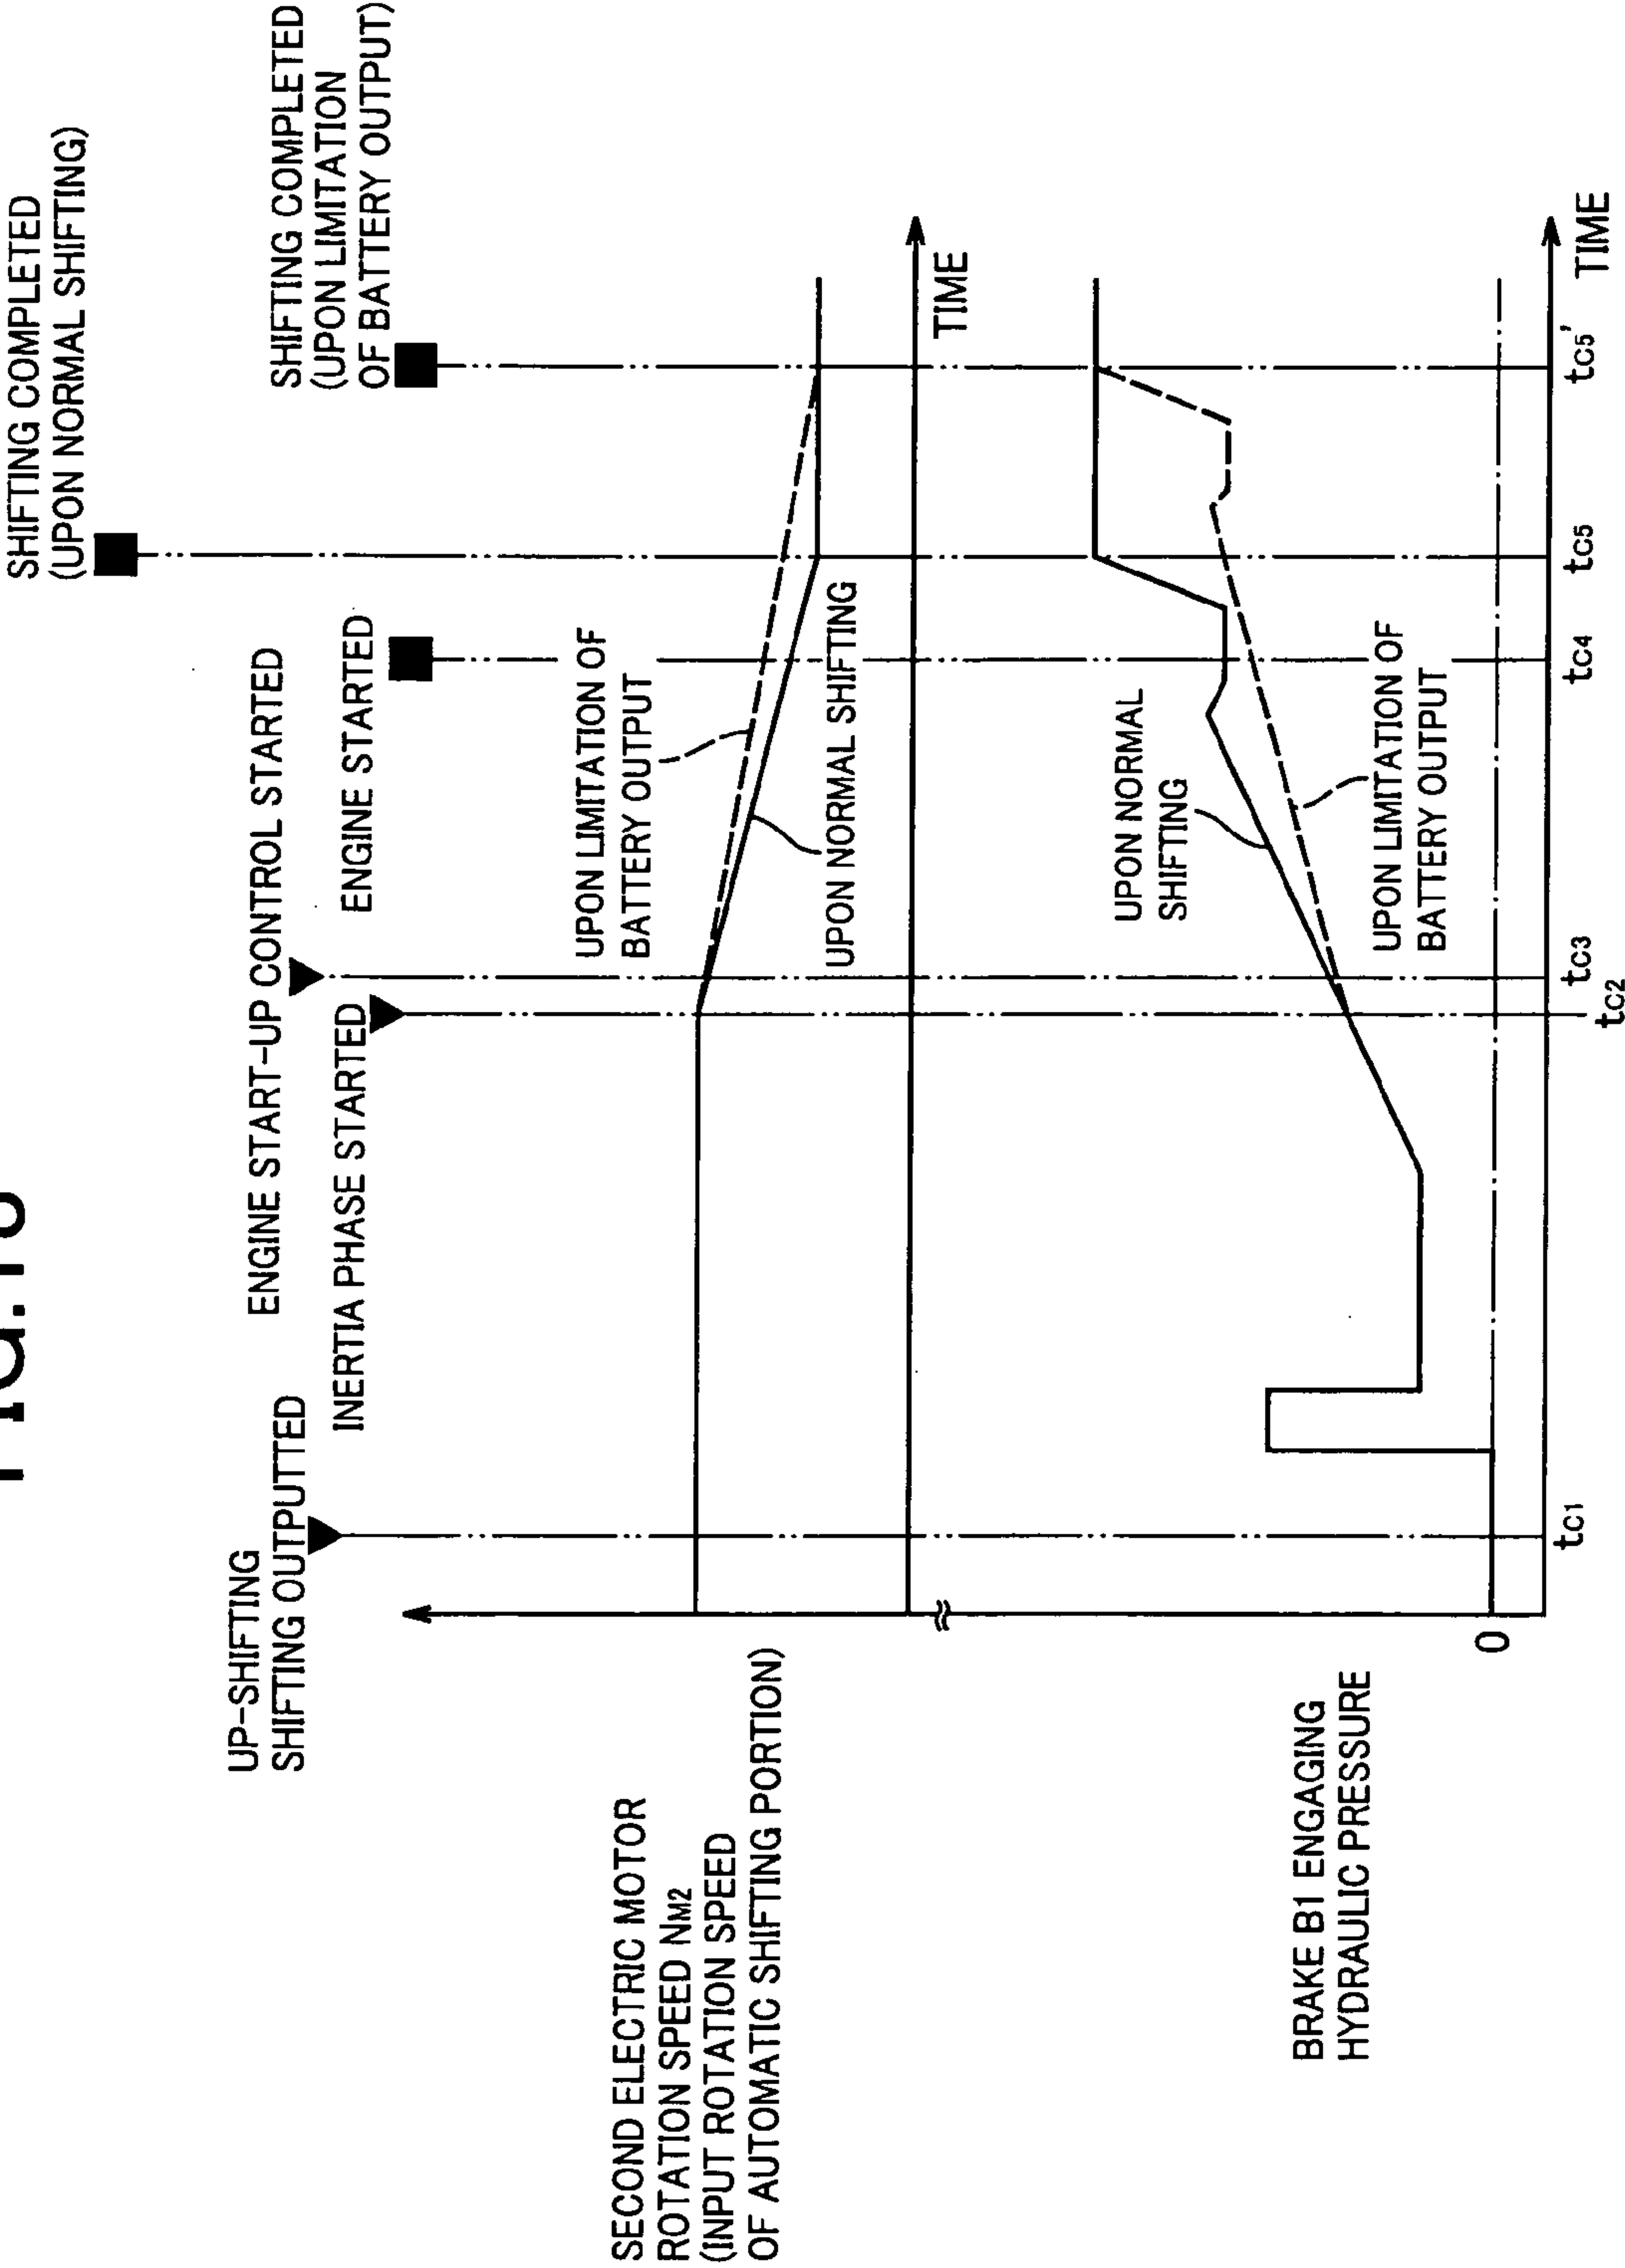 SHIFTING COMPLETED
(UPON NORMAL SHIFTING)
SHIFTING COMPLETED
(UPON LIMITATION
OF BATTERY OUTPUT)
ENGINE STARTED
ENGINE START-UP CONTROL STARTED
INERTIA PHASE STARTED
UP-SHIFTING
SHIFTING OUTPUTTED
SECOND ELECTRIC MOTOR
ROTATION SPEED NM2
(INPUT ROTATION SPEED
OF AUTOMATIC SHIFTING PORTION)
UPON LIMITATION OF
BATTERY OUTPUT
UPON NORMAL SHIFTING
TIME
BRAKE B1 ENGAGING
HYDRAULIC PRESSURE
UPON NORMAL
SHIFTING
UPON LIMITATION OF
BATTERY OUTPUT
0
tC1
tC2
tC3
tC4
tC5
tC5'
TIME